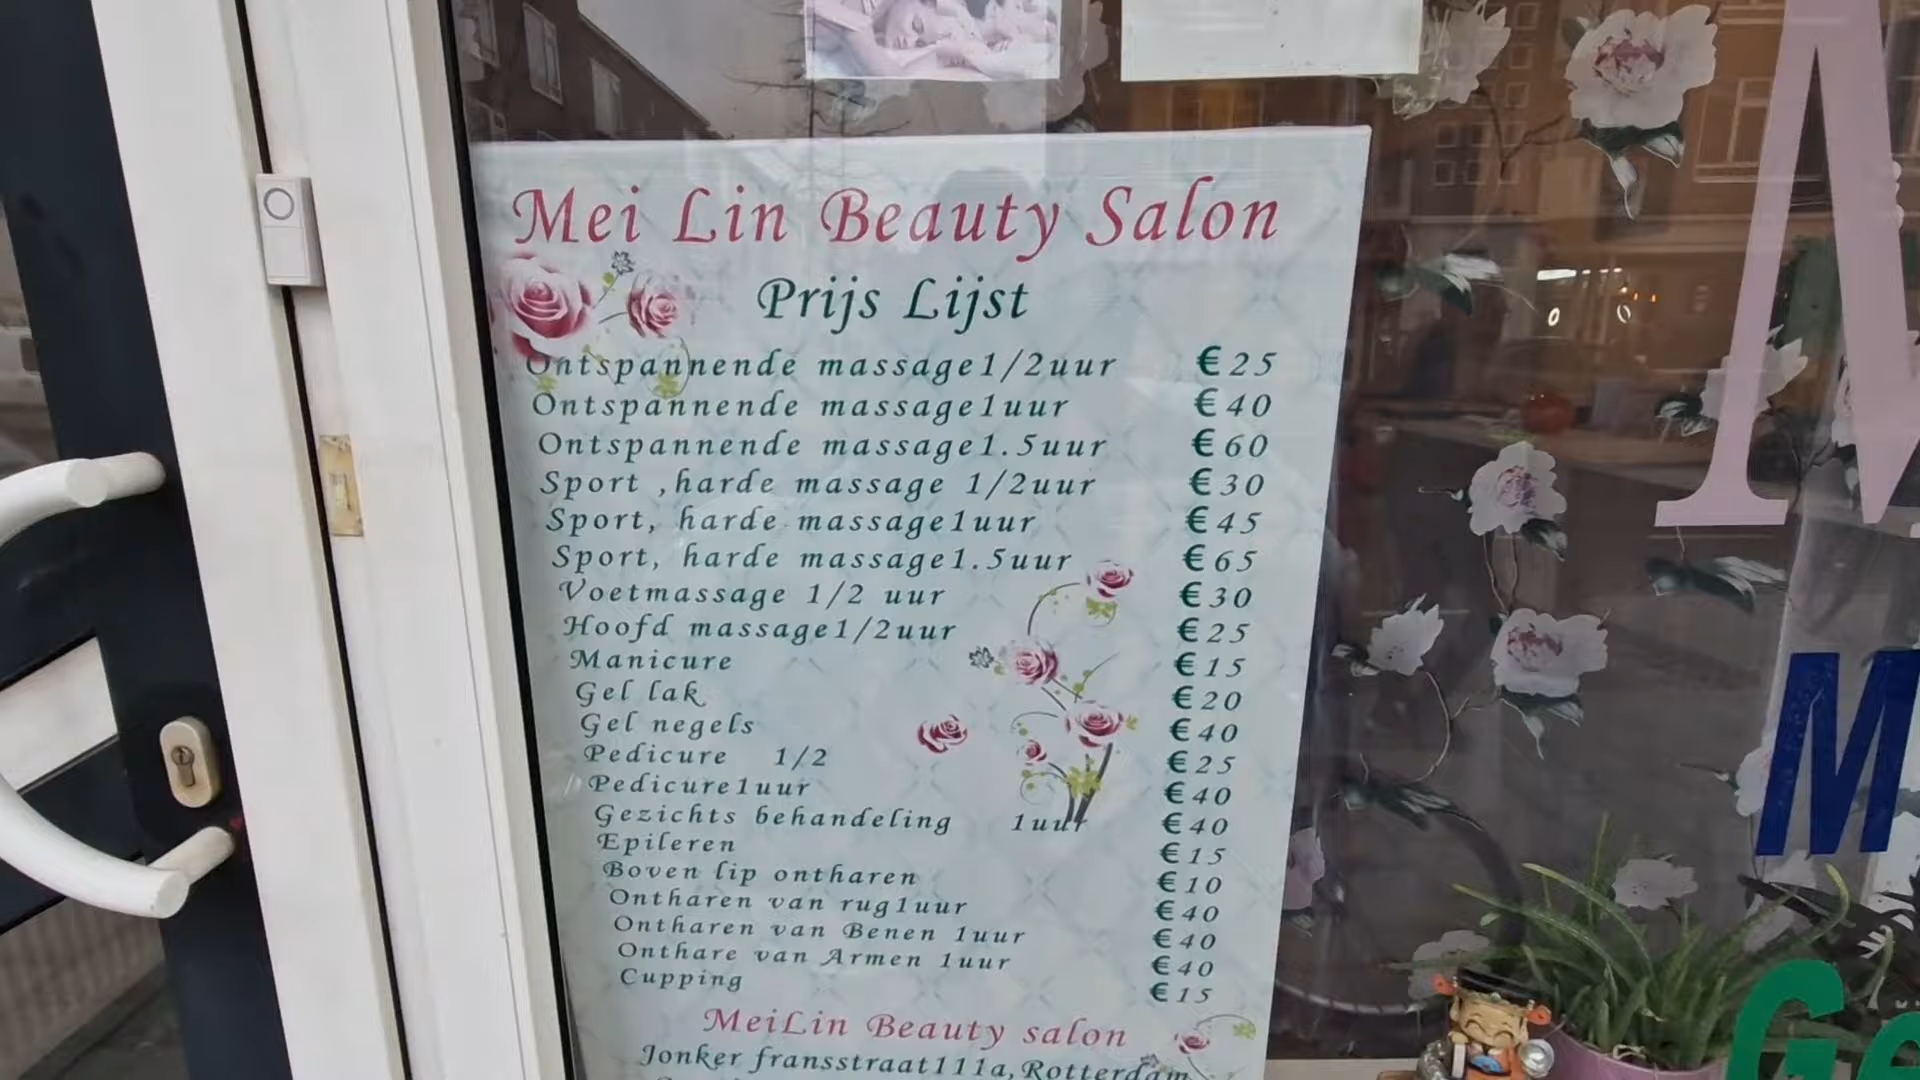 Mei Lin Beauty Salon
Prijs Lijst
Ontspannende massage1/2uur €25
Ontspannende massage1uur €40
Ontspannende massage1.5uur €60
Sport ,harde massage 1/2uur €30
Sport, harde massage1uur €45
Sport, harde massage1.5uur €65
Voetmassage 1/2 uur €30
Hoofd massage1/2uur €25
Manicure €15
Gel lak €20
Gel negels €40
Pedicure 1/2 €25
Pedicure1uur €40
Gezichts behandeling 1uur €40
Epileren €15
Boven lip ontharen €10
Ontharen van rug1uur €40
Ontharen van Benen 1uur €40
Onthare van Armen 1uur €40
Cupping €15
MeiLin Beauty salon
Jonker fransstraat111a,Rotterdam
M
M
Ge